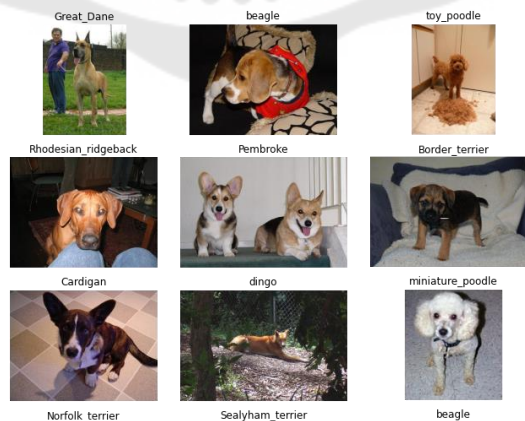 Great_Dane
beagle
toy_poodle
Rhodesian_ridgeback
Pembroke
Border_terrier
Cardigan
dingo
miniature_poodle
Norfolk_terrier
Sealyham_terrier
beagle